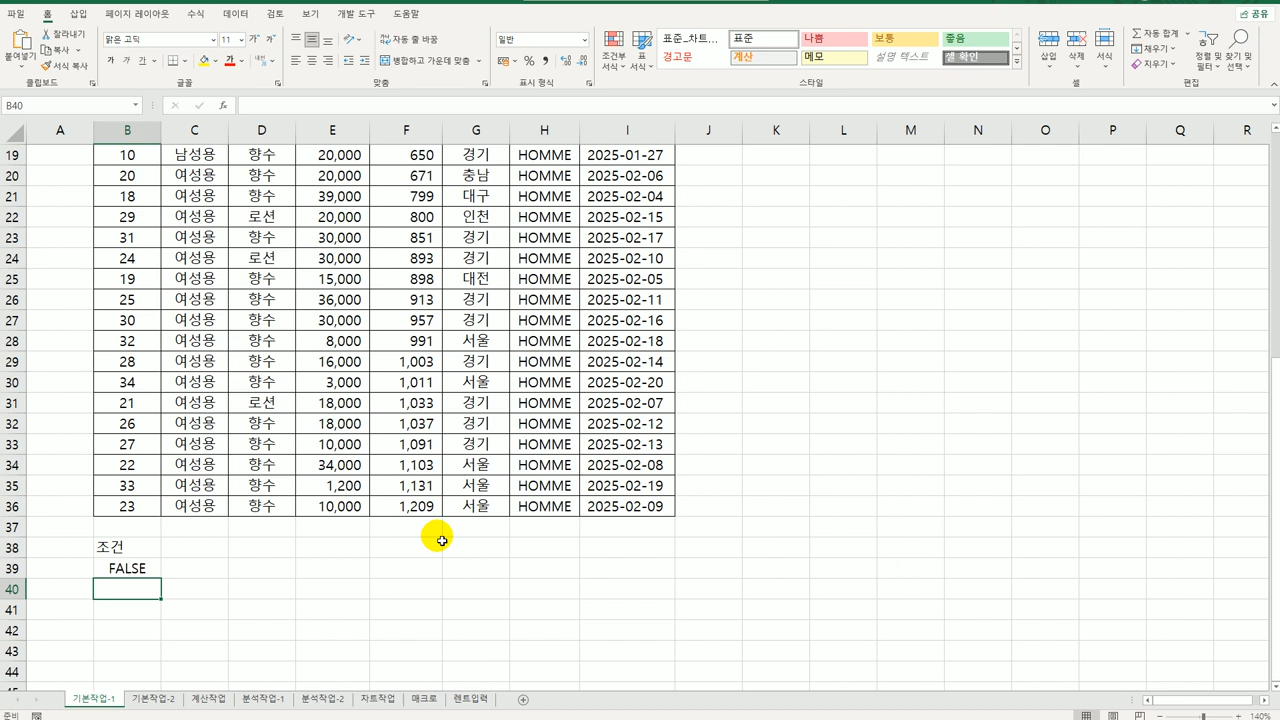 파일 홈 삽입 페이지 레이아웃 수식 데이터 검토 보기 개발 도구 도움말 공유
붙여넣기 잘라내기 복사 서식 복사 클립보드
맑은 고딕 11 가 가 가 가 가 가 글꼴
자동 줄 바꿈 병합하고 가운데 맞춤 맞춤
일반 % 표시 형식
조건부 서식 표 서식 표준_차트... 표준 나쁨 보통 좋음
경고문 계산 메모 설명 텍스트 셀 확인 스타일
삽입 삭제 서식 셀
자동 합계 채우기 지우기 정렬 및 필터 찾기 및 선택 편집
B40 fx
A B C D E F G H I J K L M N O P Q R
19 10 남성용 향수 20,000 650 경기 HOMME 2025-01-27
20 20 여성용 향수 20,000 671 충남 HOMME 2025-02-06
21 18 여성용 향수 39,000 799 대구 HOMME 2025-02-04
22 29 여성용 로션 20,000 800 인천 HOMME 2025-02-15
23 31 여성용 향수 30,000 851 경기 HOMME 2025-02-17
24 24 여성용 로션 30,000 893 경기 HOMME 2025-02-10
25 19 여성용 향수 15,000 898 대전 HOMME 2025-02-05
26 25 여성용 향수 36,000 913 경기 HOMME 2025-02-11
27 30 여성용 향수 30,000 957 경기 HOMME 2025-02-16
28 32 여성용 향수 8,000 991 서울 HOMME 2025-02-18
29 28 여성용 향수 16,000 1,003 경기 HOMME 2025-02-14
30 34 여성용 향수 3,000 1,011 서울 HOMME 2025-02-20
31 21 여성용 로션 18,000 1,033 경기 HOMME 2025-02-07
32 26 여성용 향수 18,000 1,037 경기 HOMME 2025-02-12
33 27 여성용 향수 10,000 1,091 경기 HOMME 2025-02-13
34 22 여성용 향수 34,000 1,103 서울 HOMME 2025-02-08
35 33 여성용 향수 1,200 1,131 서울 HOMME 2025-02-19
36 23 여성용 향수 10,000 1,209 서울 HOMME 2025-02-09
37
38 조건
39 FALSE
40
41
42
43
44
기본작업-1 기본작업-2 계산작업 분석작업-1 분석작업-2 차트작업 매크로 렌트입력
준비 140%